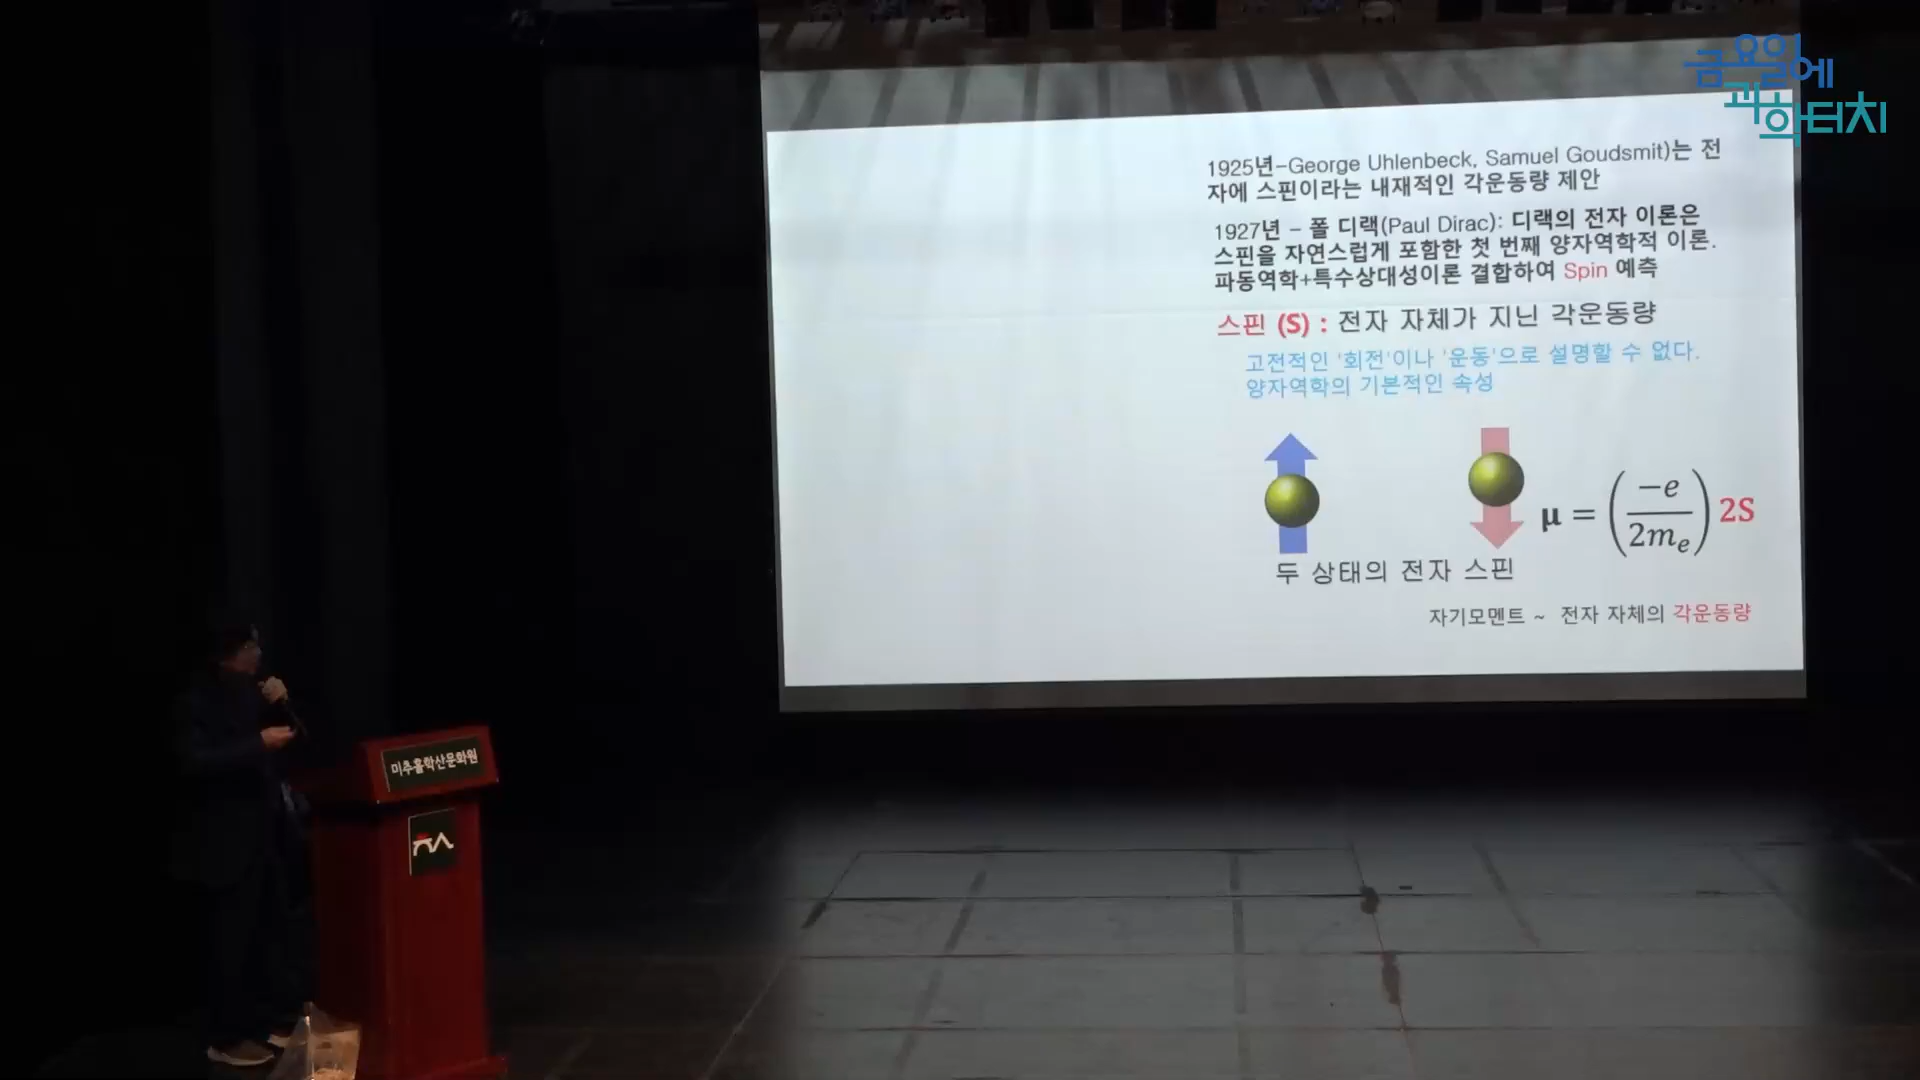 금요일에
과학터치
1925년-George Uhlenbeck, Samuel Goudsmit)는 전
자에 스핀이라는 내재적인 각운동량 제안
1927년 - 폴 디랙(Paul Dirac): 디랙의 전자 이론은
스핀을 자연스럽게 포함한 첫 번째 양자역학적 이론.
파동역학+특수상대성이론 결합하여 Spin 예측
스핀 (S) : 전자 자체가 지닌 각운동량
고전적인 '회전'이나 '운동'으로 설명할 수 없다.
양자역학의 기본적인 속성
μ = (-e/2mₑ) 2S
두 상태의 전자 스핀
자기모멘트 ~ 전자 자체의 각운동량
미추홀학산문화원